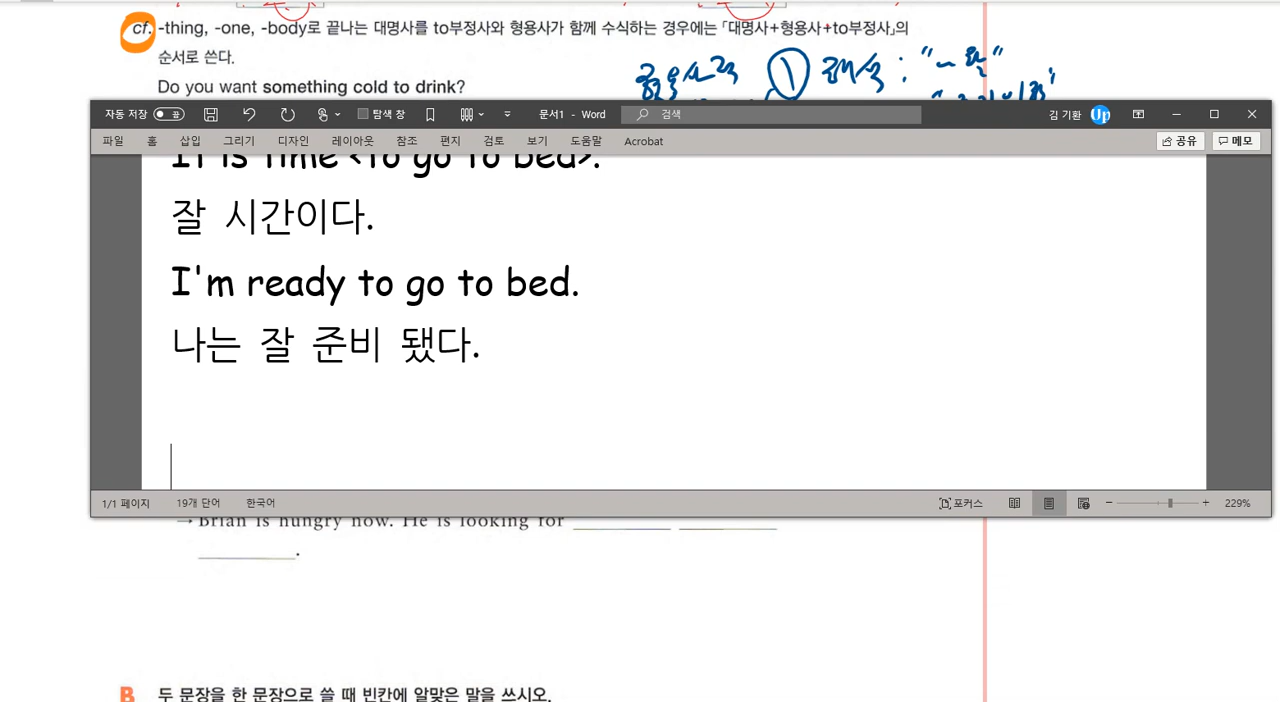 cf. -thing, -one, -body로 끝나는 대명사를 to부정사와 형용사가 함께 수식하는 경우에는 「대명사+형용사+to부정사」의
순서로 쓴다.
Do you want something cold to drink?
① 해석 : "~할"
자동 저장 끔 탐색 창 문서1 - Word 검색 김 기환 Up
파일 홈 삽입 그리기 디자인 레이아웃 참조 편지 검토 보기 도움말 Acrobat 공유 메모
It is Time <to go to bed>.
잘 시간이다.
I'm ready to go to bed.
나는 잘 준비 됐다.
1/1 페이지 19개 단어 한국어 포커스 229%
→ Brian is hungry now. He is looking for
.
B 두 문장을 한 문장으로 쓸 때 빈칸에 알맞은 말을 쓰시오.